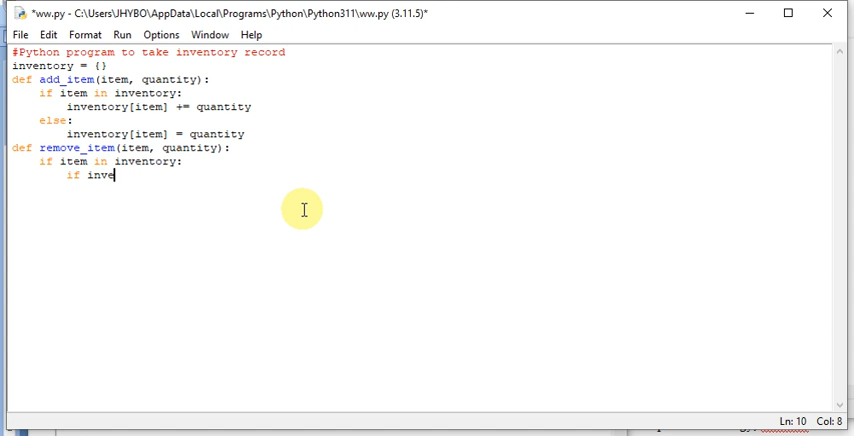 *ww.py - C:\Users\JHYBO\AppData\Local\Programs\Python\Python311\ww.py (3.11.5)*
File Edit Format Run Options Window Help
#Python program to take inventory record
inventory = {}
def add_item(item, quantity):
    if item in inventory:
        inventory[item] += quantity
    else:
        inventory[item] = quantity
def remove_item(item, quantity):
    if item in inventory:
        if inve
Ln: 10 Col: 8